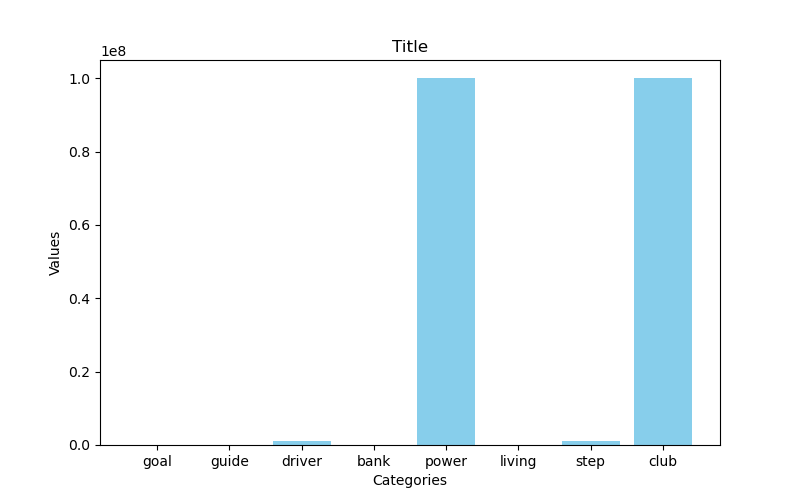 Title
1e8
1.0
0.8
0.6
0.4
0.2
0.0
Values
goal guide driver bank power living step club
Categories